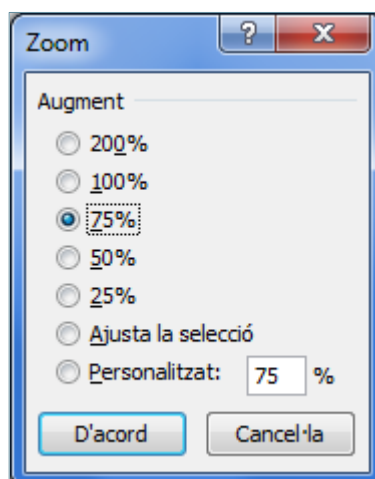 Zoom
Augment
200%
100%
75%
50%
25%
Ajusta la selecció
Personalitzat: 75 %
D'acord Cancel·la